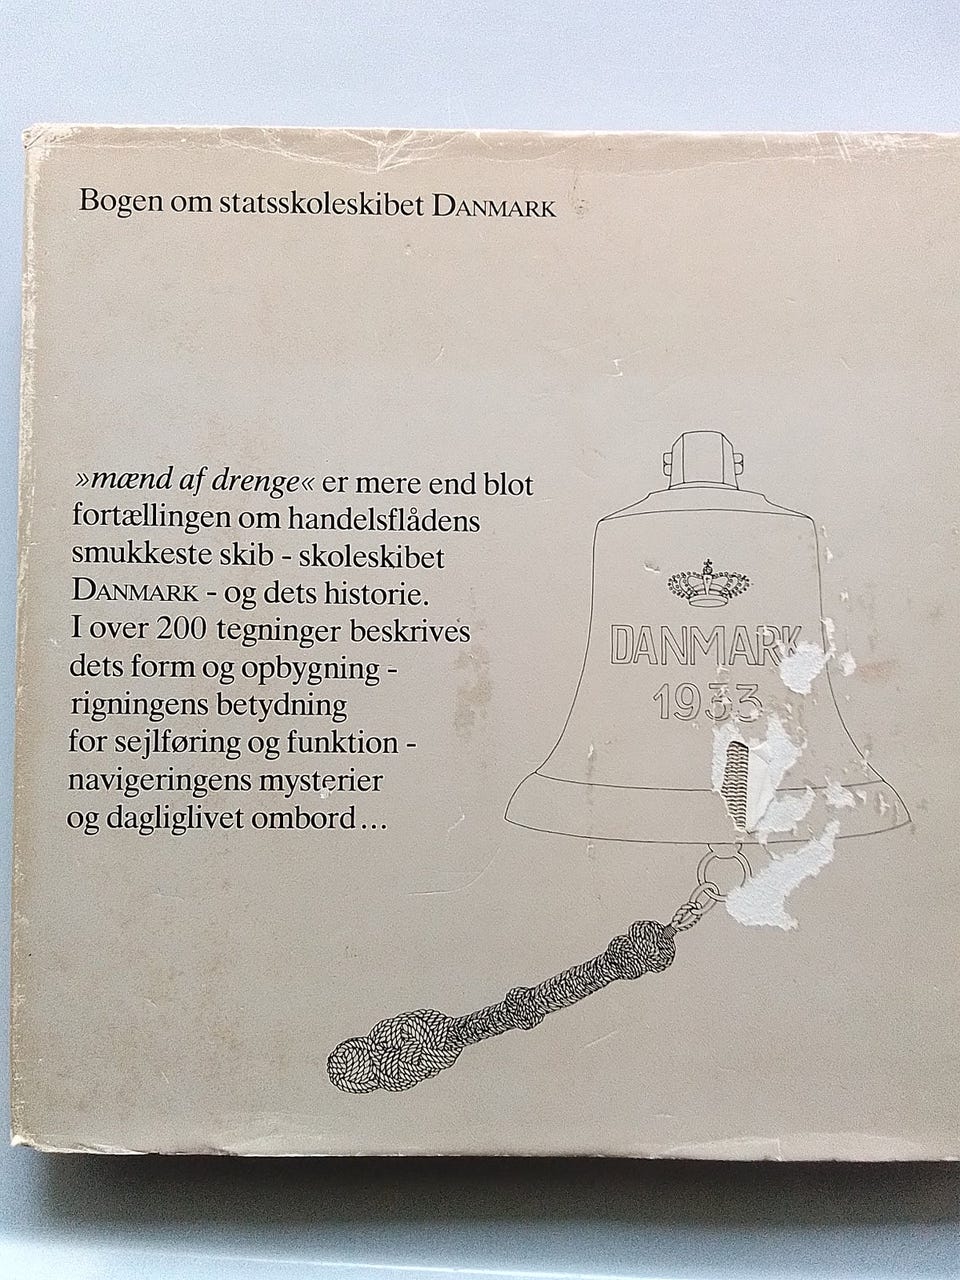 Bogen om statsskoleskibet DANMARK
»mænd af drenge« er mere end blot
fortællingen om handelsflådens
smukkeste skib - skoleskibet
DANMARK - og dets historie.
I over 200 tegninger beskrives
dets form og opbygning -
rigningens betydning
for sejlføring og funktion -
navigeringens mysterier
og dagliglivet ombord...
DANMARK
1933